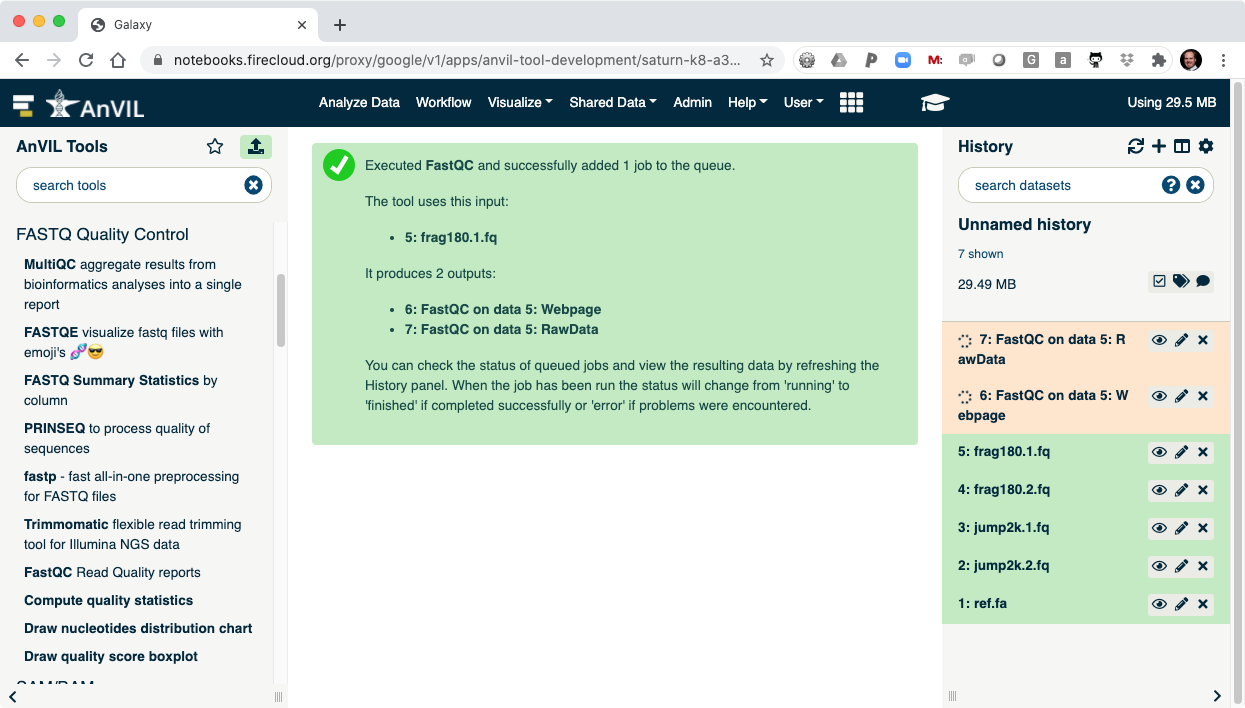 Galaxy
notebooks.firecloud.org/proxy/google/v1/apps/anvil-tool-development/saturn-k8-a3...
AnVIL
Analyze Data Workflow Visualize Shared Data Admin Help User
Using 29.5 MB
AnVIL Tools
search tools
FASTQ Quality Control
MultiQC aggregate results from
bioinformatics analyses into a single
report
FASTQE visualize fastq files with
emoji's 🧬😎
FASTQ Summary Statistics by
column
PRINSEQ to process quality of
sequences
fastp - fast all-in-one preprocessing
for FASTQ files
Trimmomatic flexible read trimming
tool for Illumina NGS data
FastQC Read Quality reports
Compute quality statistics
Draw nucleotides distribution chart
Draw quality score boxplot
SAM/BAM
Executed FastQC and successfully added 1 job to the queue.
The tool uses this input:
• 5: frag180.1.fq
It produces 2 outputs:
• 6: FastQC on data 5: Webpage
• 7: FastQC on data 5: RawData
You can check the status of queued jobs and view the resulting data by refreshing the
History panel. When the job has been run the status will change from 'running' to
'finished' if completed successfully or 'error' if problems were encountered.
History
search datasets
Unnamed history
7 shown
29.49 MB
7: FastQC on data 5: R
awData
6: FastQC on data 5: W
ebpage
5: frag180.1.fq
4: frag180.2.fq
3: jump2k.1.fq
2: jump2k.2.fq
1: ref.fa